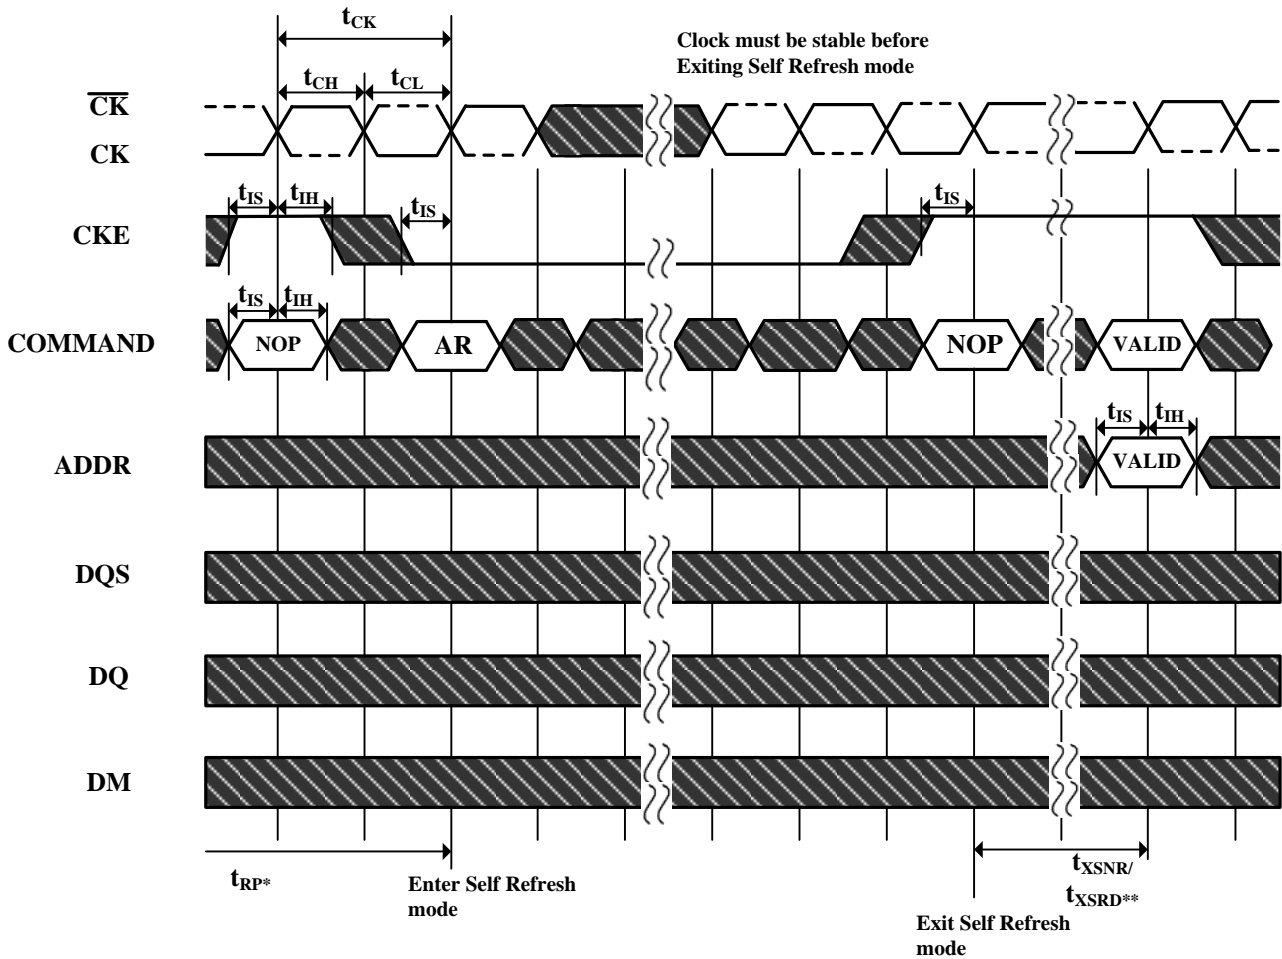 tCK
Clock must be stable before
Exiting Self Refresh mode
tCH tCL
CK
CK
tIS tIH tIS tIS
CKE
tIS tIH
COMMAND NOP AR NOP VALID
tIS tIH
ADDR VALID
DQS
DQ
DM
tRP*
Enter Self Refresh
mode
tXSNR/
tXSRD**
Exit Self Refresh
mode